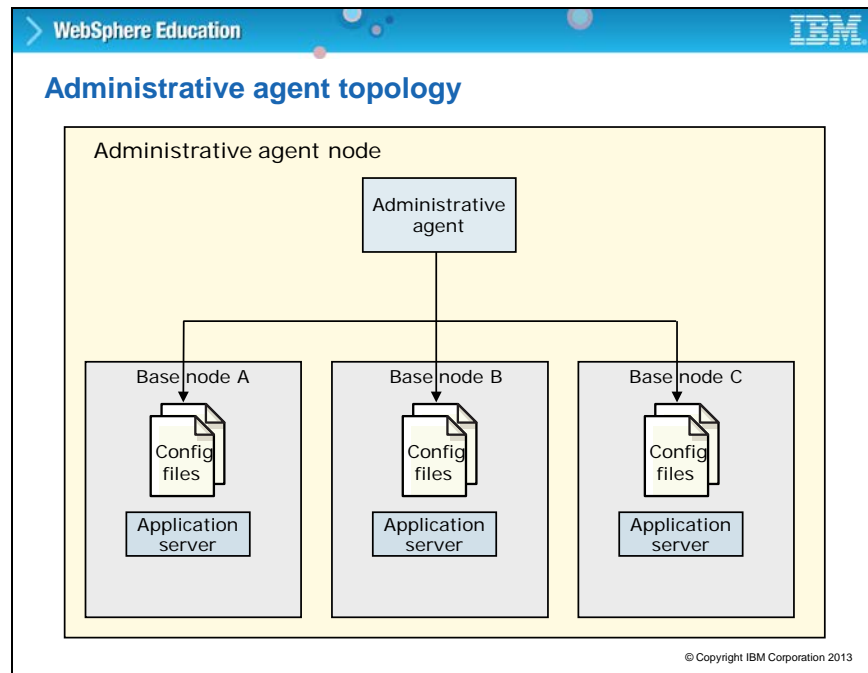 WebSphere Education
IBM
Administrative agent topology
Administrative agent node
Administrative
agent
Base node A
Config
files
Application
server
Base node B
Config
files
Application
server
Base node C
Config
files
Application
server
© Copyright IBM Corporation 2013